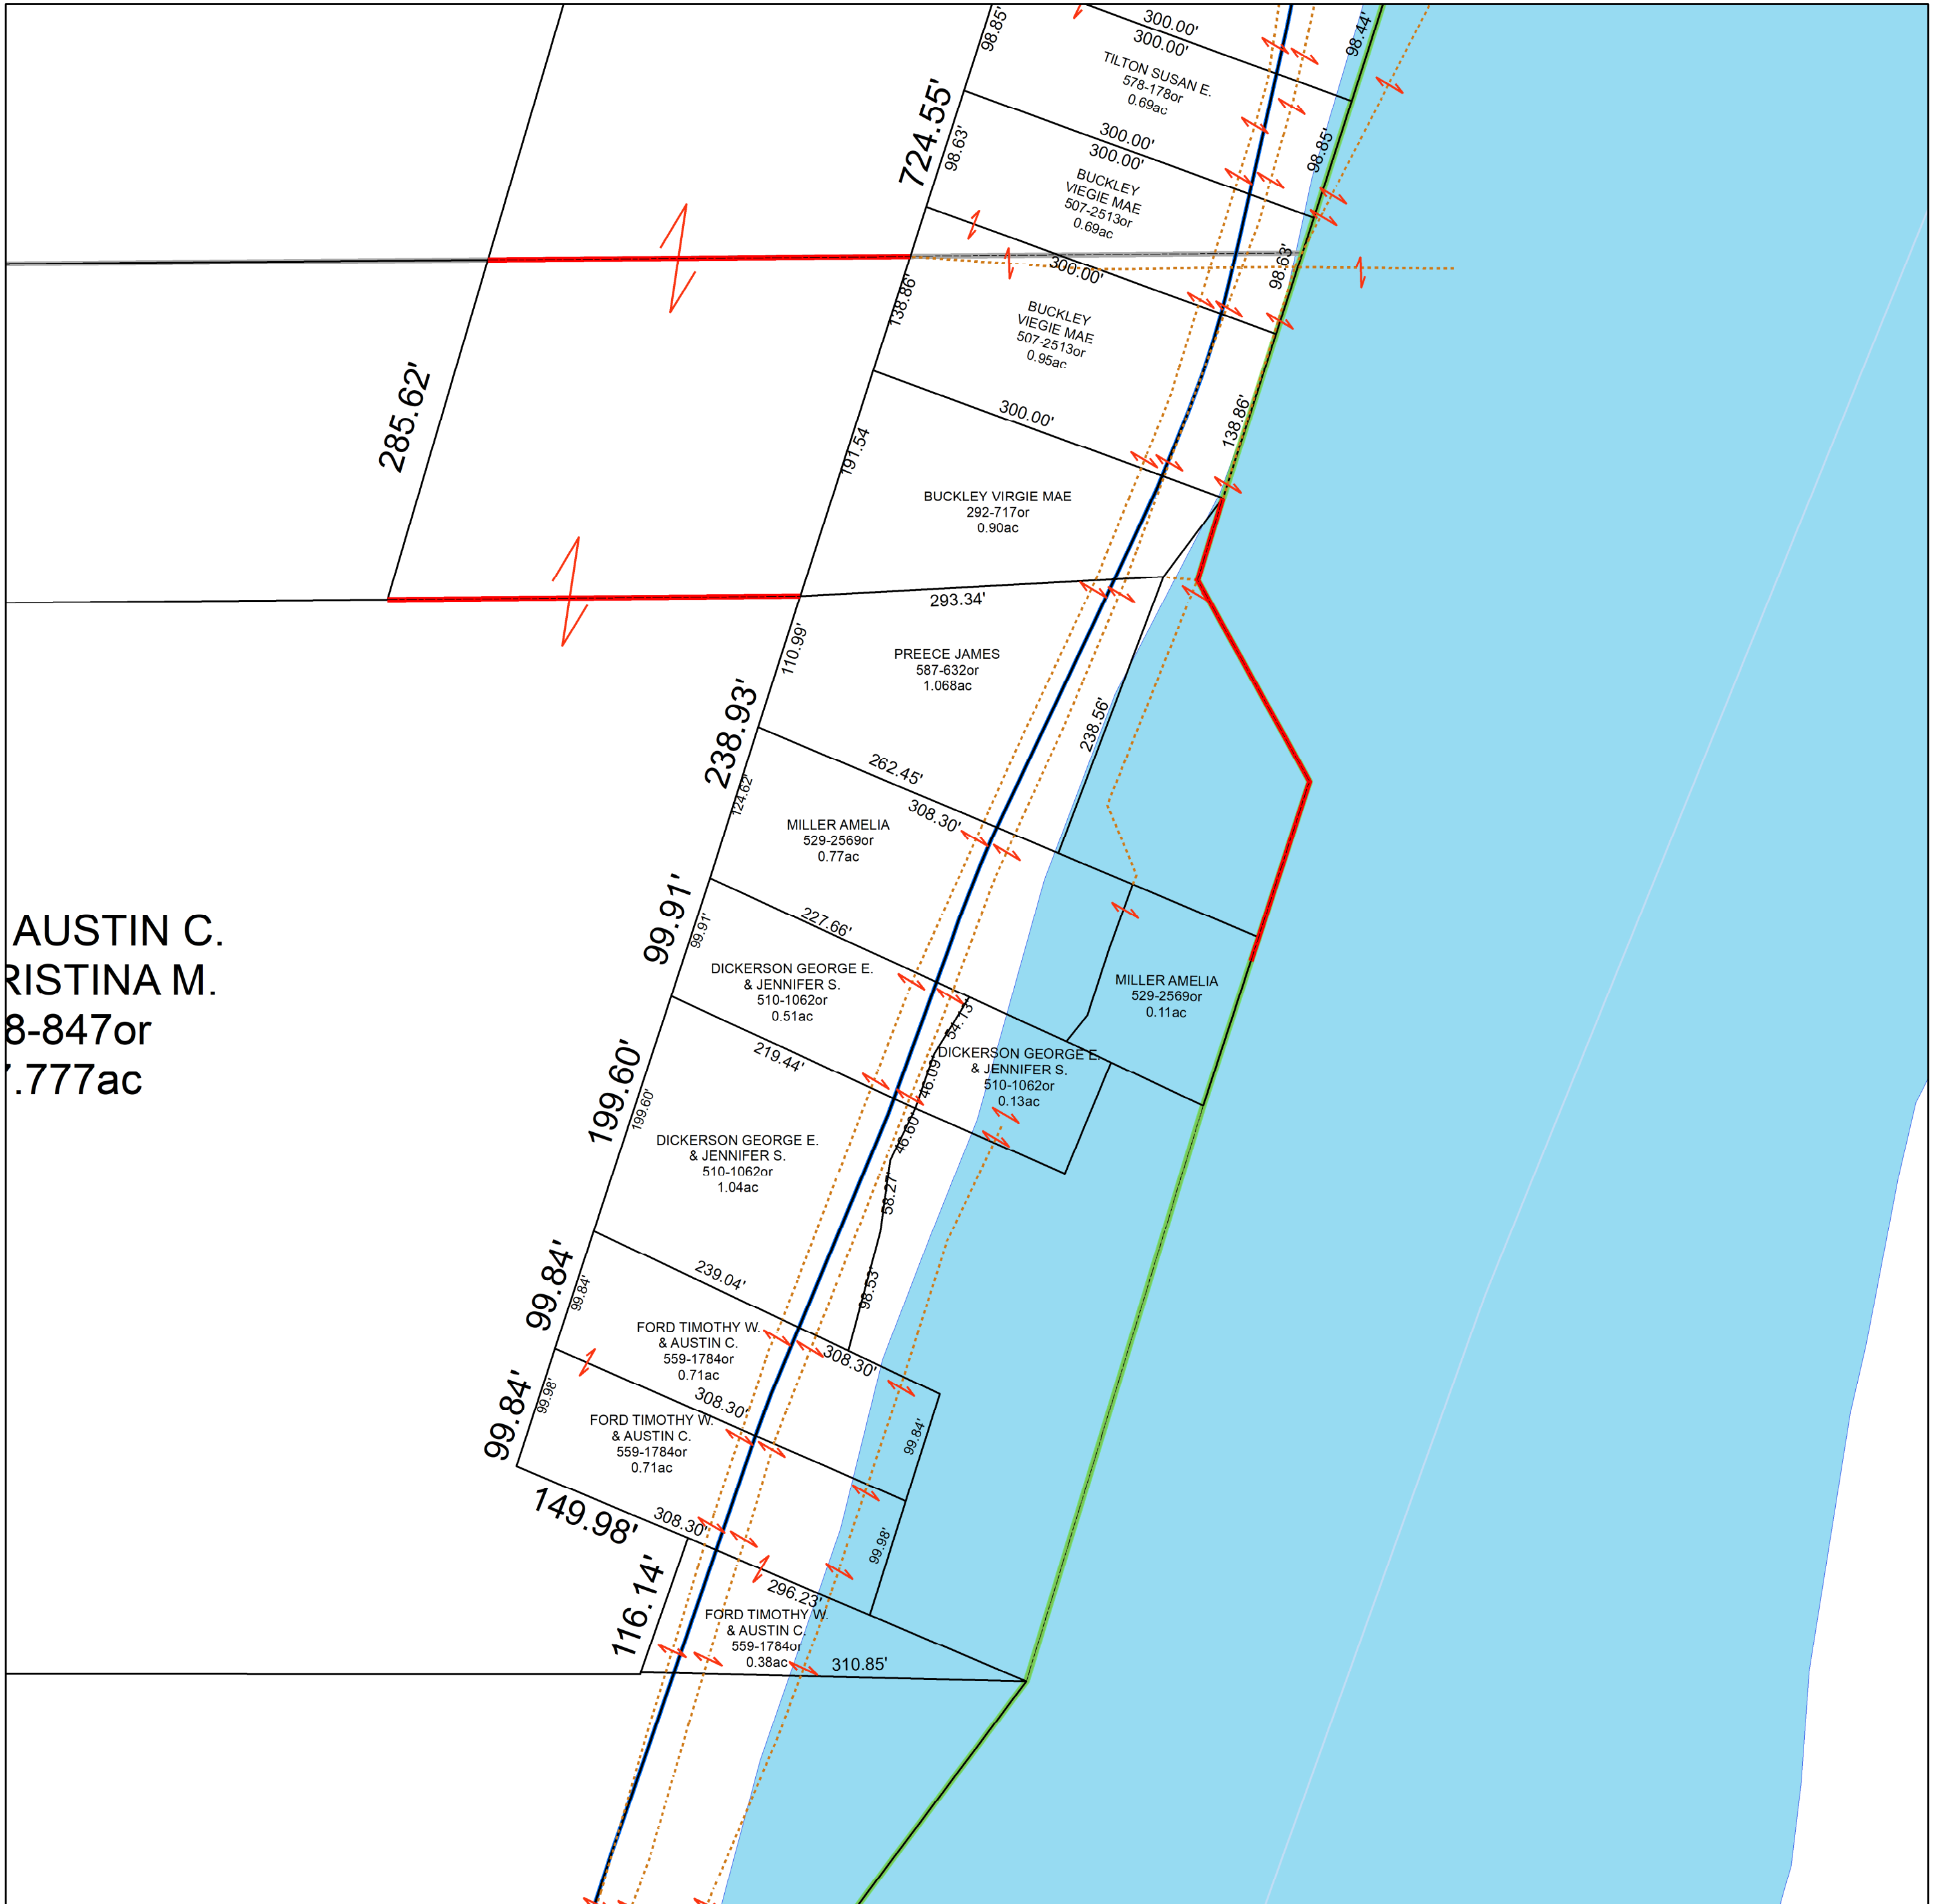 98.85'
300.00'
300.00'
98.44'
TILTON SUSAN E.
578-178or
0.69ac
724.55'
98.63'
300.00'
300.00'
98.85'
BUCKLEY
VIEGIE MAE
507-2513or
0.69ac
98.63'
300.00'
138.86'
BUCKLEY
VIEGIE MAE
507-2513or
0.95ac
285.62'
300.00'
138.86'
191.54
BUCKLEY VIRGIE MAE
292-717or
0.90ac
293.34'
110.99'
PREECE JAMES
587-632or
1.068ac
238.93'
238.56'
262.45'
124.62'
308.30'
MILLER AMELIA
529-2569or
0.77ac
99.91'
99.91'
227.66'
AUSTIN C.
RISTINA M.
8-847or
7.777ac
DICKERSON GEORGE E.
& JENNIFER S.
510-1062or
0.51ac
MILLER AMELIA
529-2569or
0.11ac
54.13'
219.44'
46.09'
DICKERSON GEORGE E.
& JENNIFER S.
510-1062or
0.13ac
199.60'
199.60'
46.60'
DICKERSON GEORGE E.
& JENNIFER S.
510-1062or
1.04ac
58.27'
239.04'
98.53'
99.84'
99.84'
FORD TIMOTHY W.
& AUSTIN C.
559-1784or
0.71ac
308.30'
99.84'
99.98'
308.30'
99.84'
FORD TIMOTHY W.
& AUSTIN C.
559-1784or
0.71ac
149.98'
308.30'
99.98'
116.14'
296.23'
FORD TIMOTHY W.
& AUSTIN C.
559-1784or
0.38ac
310.85'